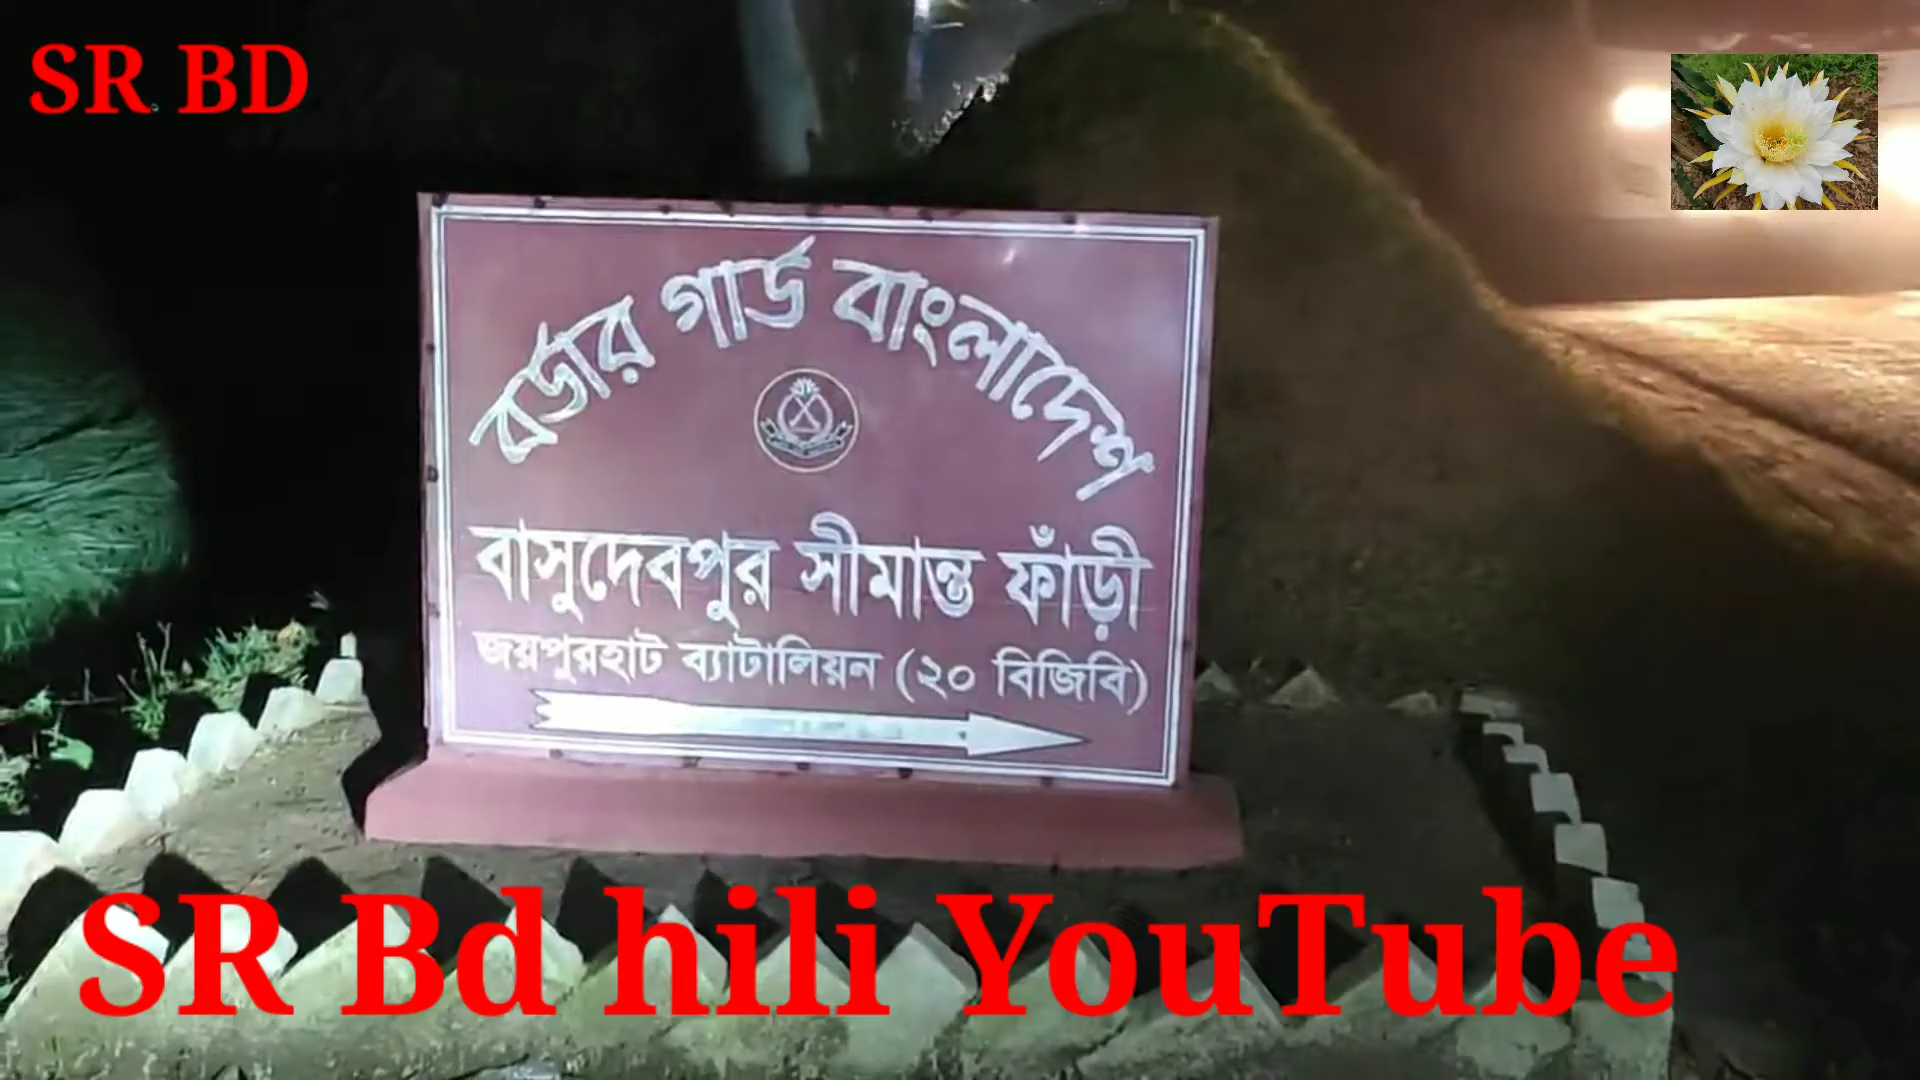 SR BD
বর্ডার গার্ড বাংলাদেশ
বাসুদেবপুর সীমান্ত ফাঁড়ী
জয়পুরহাট ব্যাটালিয়ন (২০ বিজিবি)
SR Bd hili YouTube